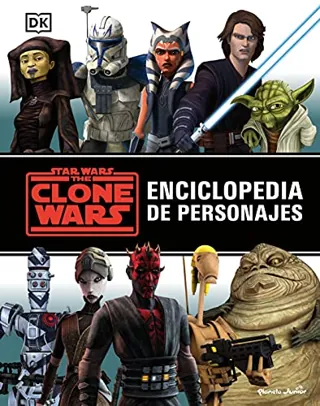 DK
STAR WARS
THE
CLONE
WARS
ENCICLOPEDIA
DE PERSONAJES
Planeta Junior